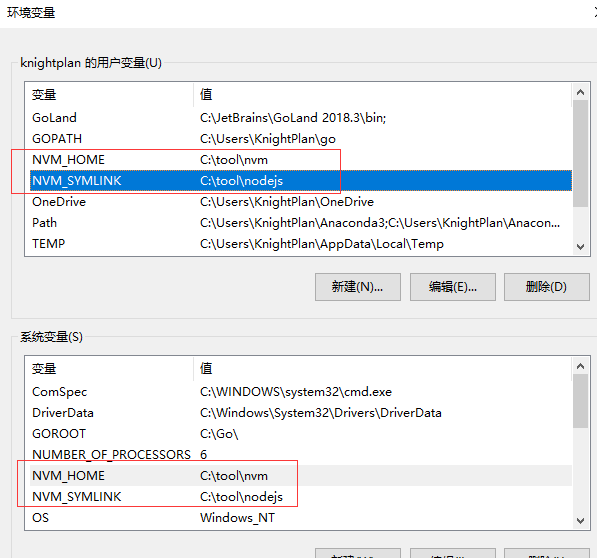 环境变量
knightplan 的用户变量(U)
变量 值
GoLand C:\JetBrains\GoLand 2018.3\bin;
GOPATH C:\Users\KnightPlan\go
NVM_HOME C:\tool\nvm
NVM_SYMLINK C:\tool\nodejs
OneDrive C:\Users\KnightPlan\OneDrive
Path C:\Users\KnightPlan\Anaconda3;C:\Users\KnightPlan\Anacon...
TEMP C:\Users\KnightPlan\AppData\Local\Temp
新建(N)... 编辑(E)... 删除(D)
系统变量(S)
变量 值
ComSpec C:\WINDOWS\system32\cmd.exe
DriverData C:\Windows\System32\Drivers\DriverData
GOROOT C:\Go\
NUMBER_OF_PROCESSORS 6
NVM_HOME C:\tool\nvm
NVM_SYMLINK C:\tool\nodejs
OS Windows_NT